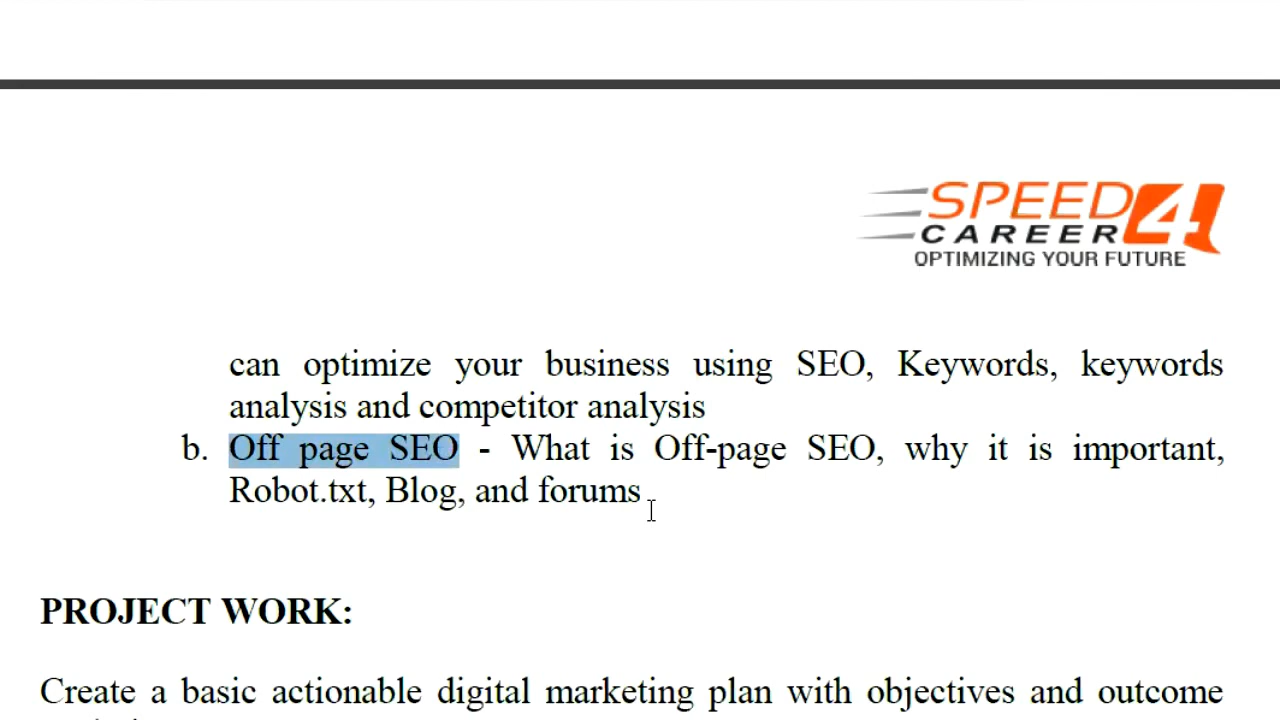 SPEED4
CAREER
OPTIMIZING YOUR FUTURE
can optimize your business using SEO, Keywords, keywords
analysis and competitor analysis
b. Off page SEO - What is Off-page SEO, why it is important,
Robot.txt, Blog, and forums
PROJECT WORK:
Create a basic actionable digital marketing plan with objectives and outcome